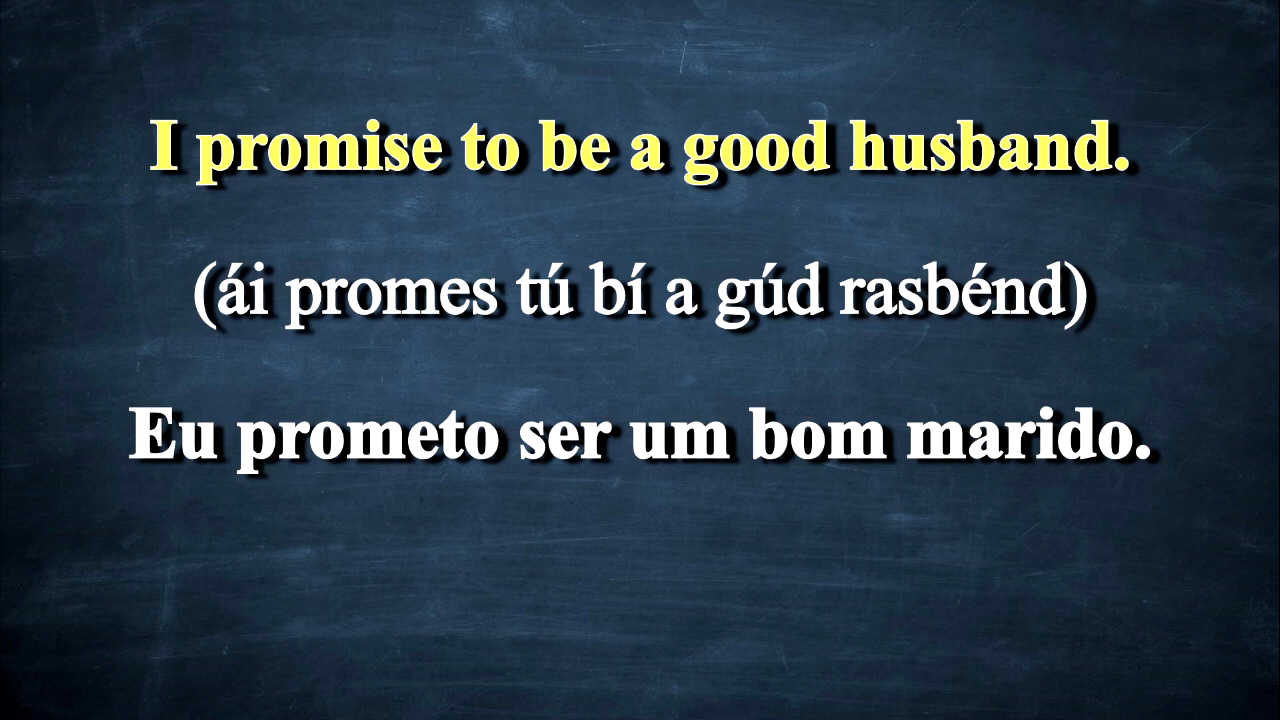 I promise to be a good husband.
(ái promes tú bí a gúd rasbénd)
Eu prometo ser um bom marido.